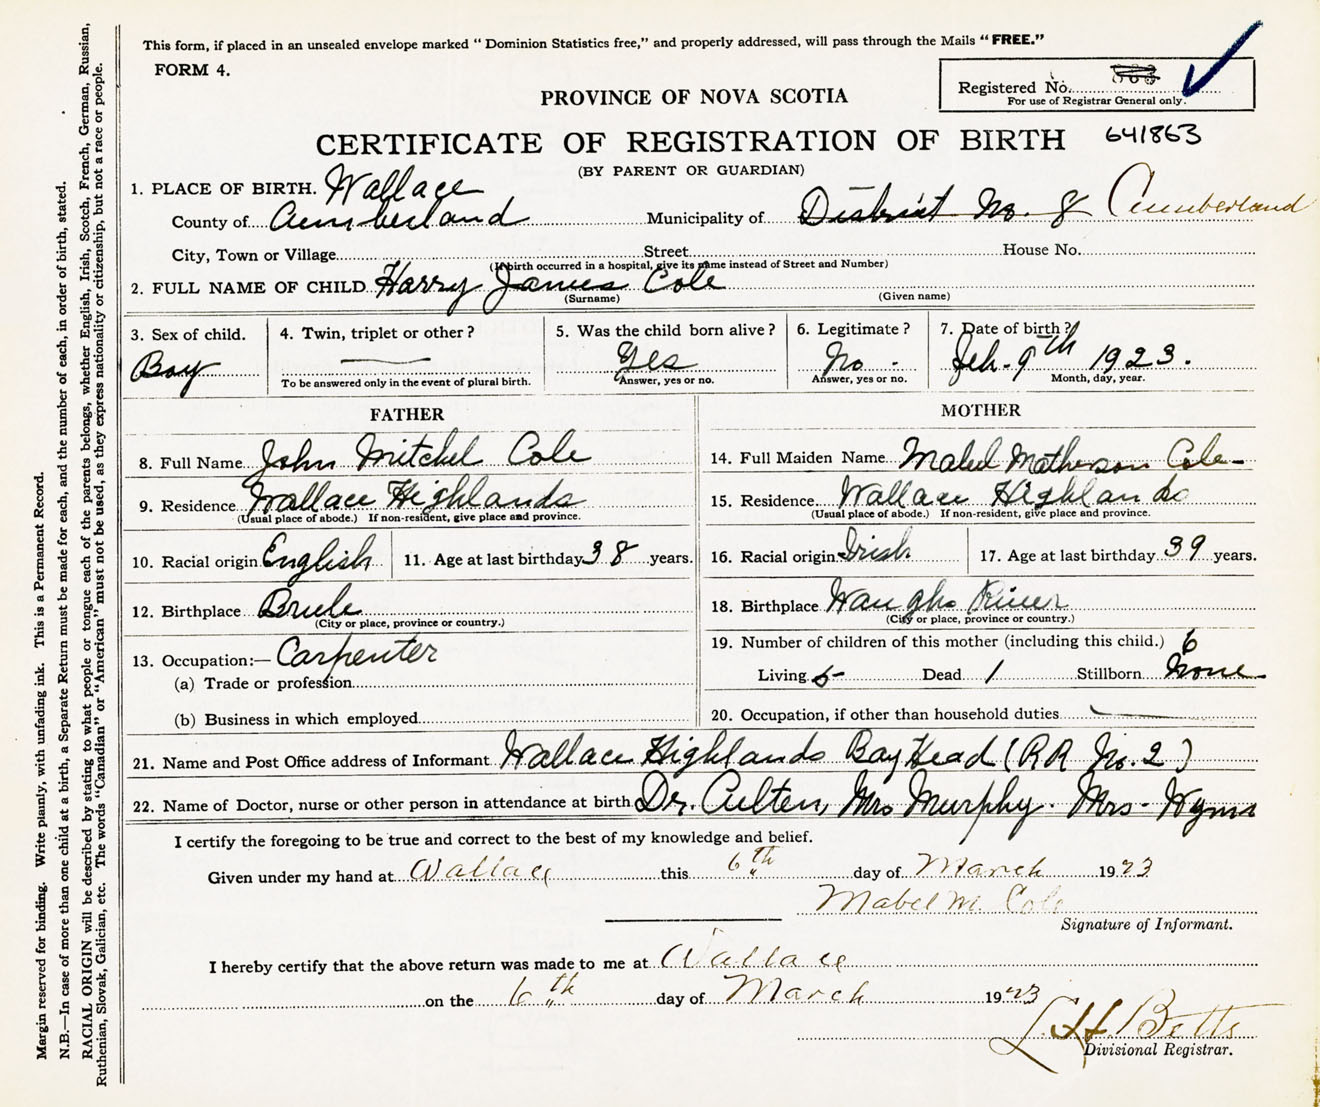 This form, if placed in an unsealed envelope marked " Dominion Statistics free," and properly addressed, will pass through the Mails "FREE."
FORM 4.
Registered No.
For use of Registrar General only.
PROVINCE OF NOVA SCOTIA
CERTIFICATE OF REGISTRATION OF BIRTH 641863
(BY PARENT OR GUARDIAN)
1. PLACE OF BIRTH. Wallace
County of Cumberland Municipality of District No. 8 Cumberland
City, Town or Village Street House No.
(If birth occurred in a hospital, give its name instead of Street and Number)
2. FULL NAME OF CHILD Harry James Cole
(Surname) (Given name)
3. Sex of child. 4. Twin, triplet or other? 5. Was the child born alive? 6. Legitimate? 7. Date of birth?
Boy — Yes No - Feb. 9th 1923.
To be answered only in the event of plural birth. Answer, yes or no. Answer, yes or no. Month, day, year.
FATHER MOTHER
8. Full Name John Mitchel Cole 14. Full Maiden Name Mabel Matheson Cole
9. Residence Wallace Highlands 15. Residence Wallace Highlands
(Usual place of abode.) If non-resident, give place and province. (Usual place of abode.) If non-resident, give place and province.
10. Racial origin English 11. Age at last birthday 38 years. 16. Racial origin Irish 17. Age at last birthday 39 years.
12. Birthplace Brule 18. Birthplace Waughs River
(City or place, province or country.) (City or place, province or country.)
13. Occupation:— Carpenter 19. Number of children of this mother (including this child.) 6
(a) Trade or profession Living 5 Dead 1 Stillborn None
(b) Business in which employed 20. Occupation, if other than household duties —
21. Name and Post Office address of Informant Wallace Highlands Bay Head (RR No. 2)
22. Name of Doctor, nurse or other person in attendance at birth Dr. Mrs Murphy. Mrs.
I certify the foregoing to be true and correct to the best of my knowledge and belief.
Given under my hand at Wallace this 6th day of March 1923
Mabel M. Cole
Signature of Informant.
I hereby certify that the above return was made to me at Wallace
on the 6th day of March 1923
L. H. Betts
Divisional Registrar.
Margin reserved for binding. Write plainly, with unfading ink. This is a Permanent Record.
N.B.—In case of more than one child at a birth, a Separate Return must be made for each, and the number of each, in order of birth, stated.
RACIAL ORIGIN will be described by stating to what people or tongue each of the parents belongs, whether English, Irish, Scotch, French, German, Russian,
Ruthenian, Slovak, Galician, etc. The words "Canadian" or "American" must not be used, as they express nationality or citizenship, but not a race or people.